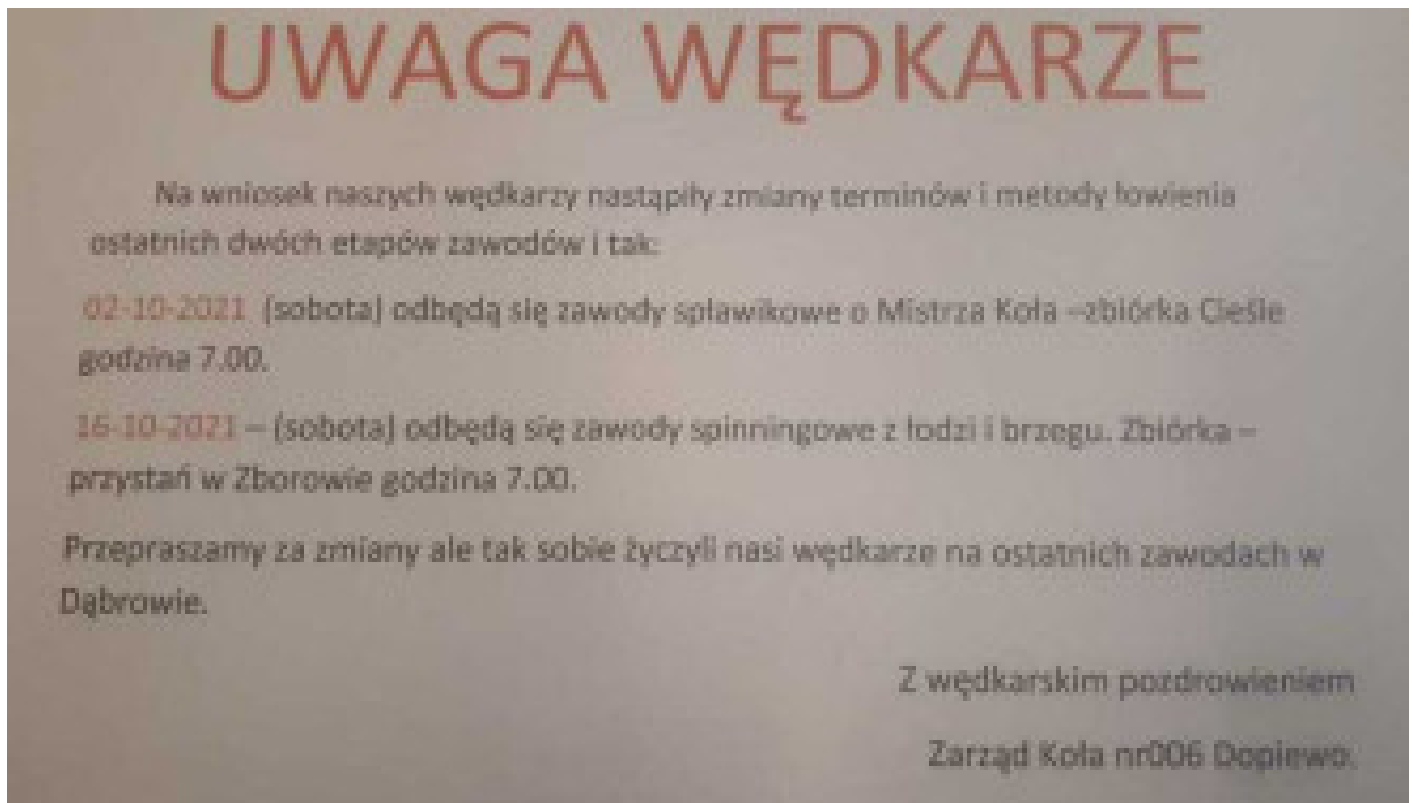 UWAGA WĘDKARZE
Na wniosek naszych wędkarzy nastąpiły zmiany terminów i metody łowienia
ostatnich dwóch etapów zawodów i tak:
02-10-2021 (sobota) odbędą się zawody spławikowe o Mistrza Koła –zbiórka Cieśle
godzina 7.00.
16-10-2021 – (sobota) odbędą się zawody spinningowe z łodzi i brzegu. Zbiórka –
przystań w Zborowie godzina 7.00.
Przepraszamy za zmiany ale tak sobie życzyli nasi wędkarze na ostatnich zawodach w
Dąbrowie.
Z wędkarskim pozdrowieniem
Zarząd Koła nr006 Dopiewo.